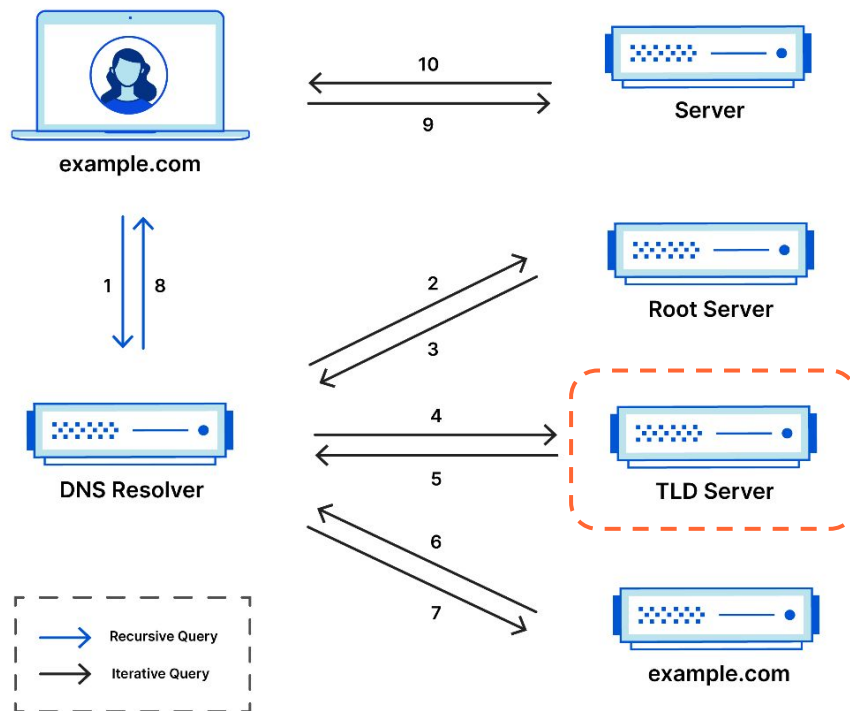 10
9
Server
example.com
1
8
2
3
Root Server
4
5
DNS Resolver
TLD Server
6
7
Recursive Query
Iterative Query
example.com